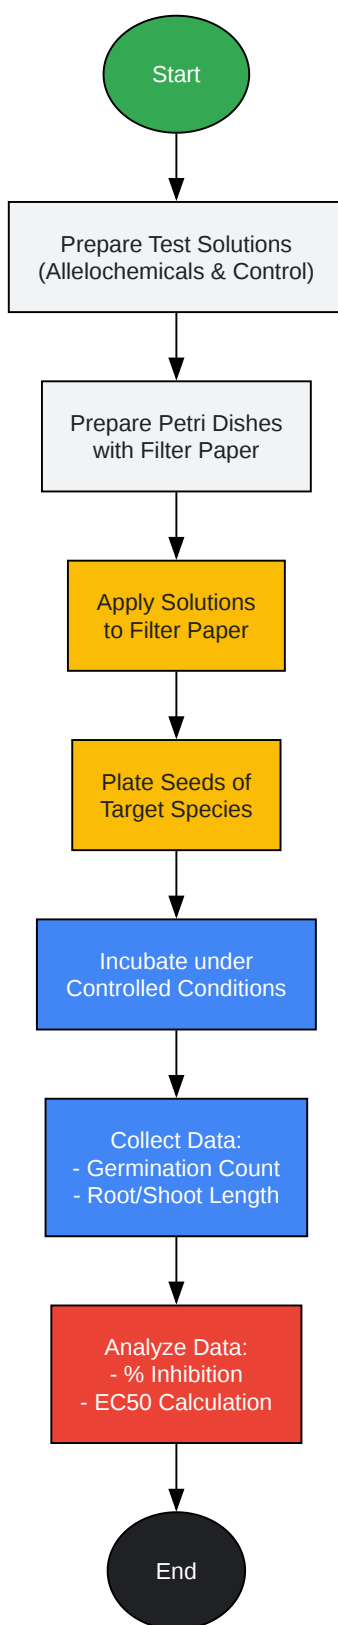 Start
Prepare Test Solutions
(Allelochemicals & Control)
Prepare Petri Dishes
with Filter Paper
Apply Solutions
to Filter Paper
Plate Seeds of
Target Species
Incubate under
Controlled Conditions
Collect Data:
- Germination Count
- Root/Shoot Length
Analyze Data:
- % Inhibition
- EC50 Calculation
End